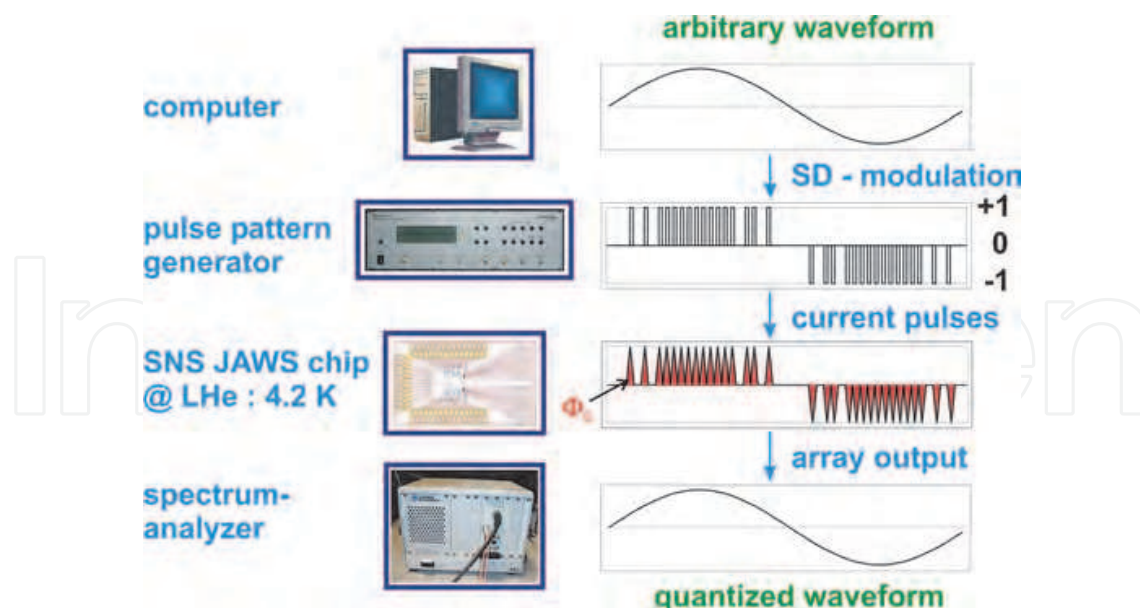 arbitrary waveform
computer
SD - modulation
pulse pattern
generator
+1
0
-1
current pulses
SNS JAWS chip
@ LHe : 4.2 K
Φ₀
array output
spectrum-
analyzer
quantized waveform